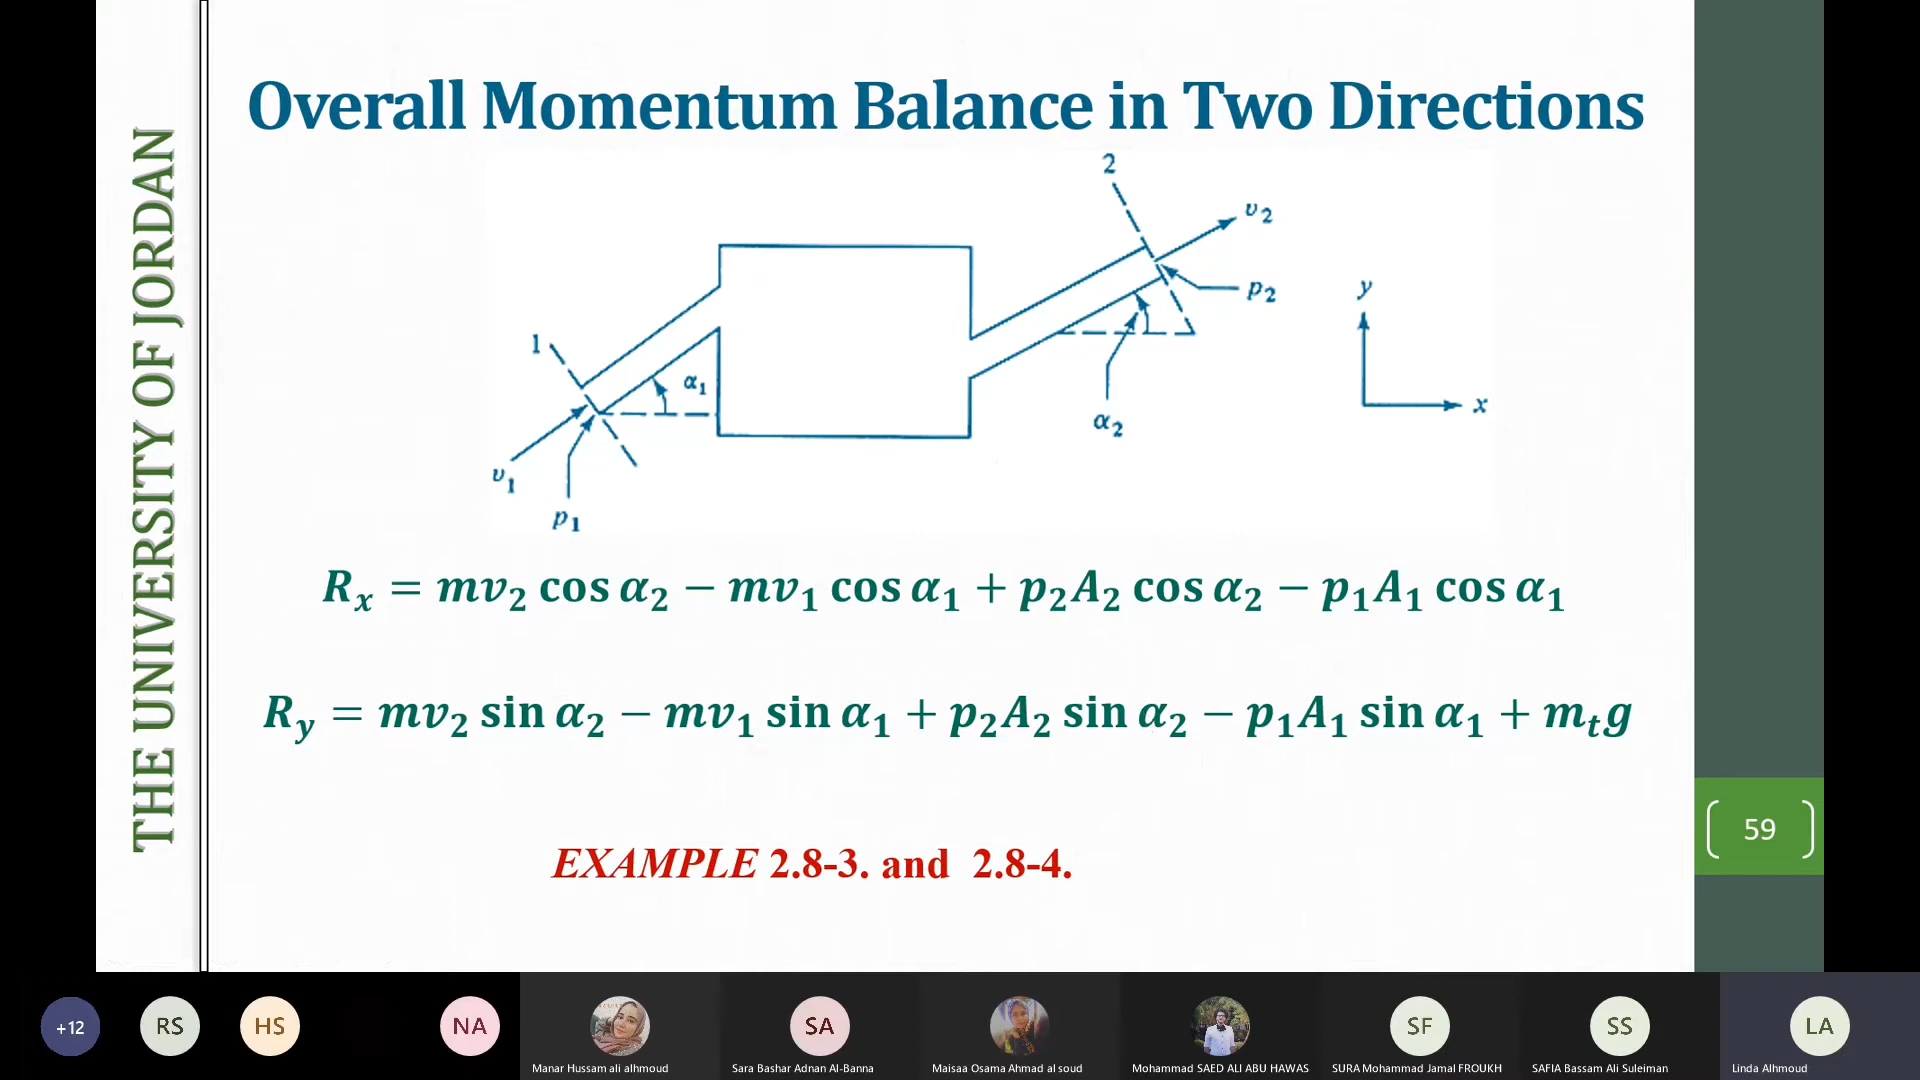 THE UNIVERSITY OF JORDAN
Overall Momentum Balance in Two Directions
2
v₂
p₂
y
x
1
α₁
α₂
v₁
p₁
Rₓ = mv₂ cos α₂ − mv₁ cos α₁ + p₂A₂ cos α₂ − p₁A₁ cos α₁
R_y = mv₂ sin α₂ − mv₁ sin α₁ + p₂A₂ sin α₂ − p₁A₁ sin α₁ + mₜg
EXAMPLE 2.8-3. and 2.8-4.
59
+12
RS
HS
NA
Manar Hussam ali alhmoud
SA
Sara Bashar Adnan Al-Banna
Maisaa Osama Ahmad al soud
Mohammad SAED ALI ABU HAWAS
SF
SURA Mohammad Jamal FROUKH
SS
SAFIA Bassam Ali Suleiman
LA
Linda Alhmoud